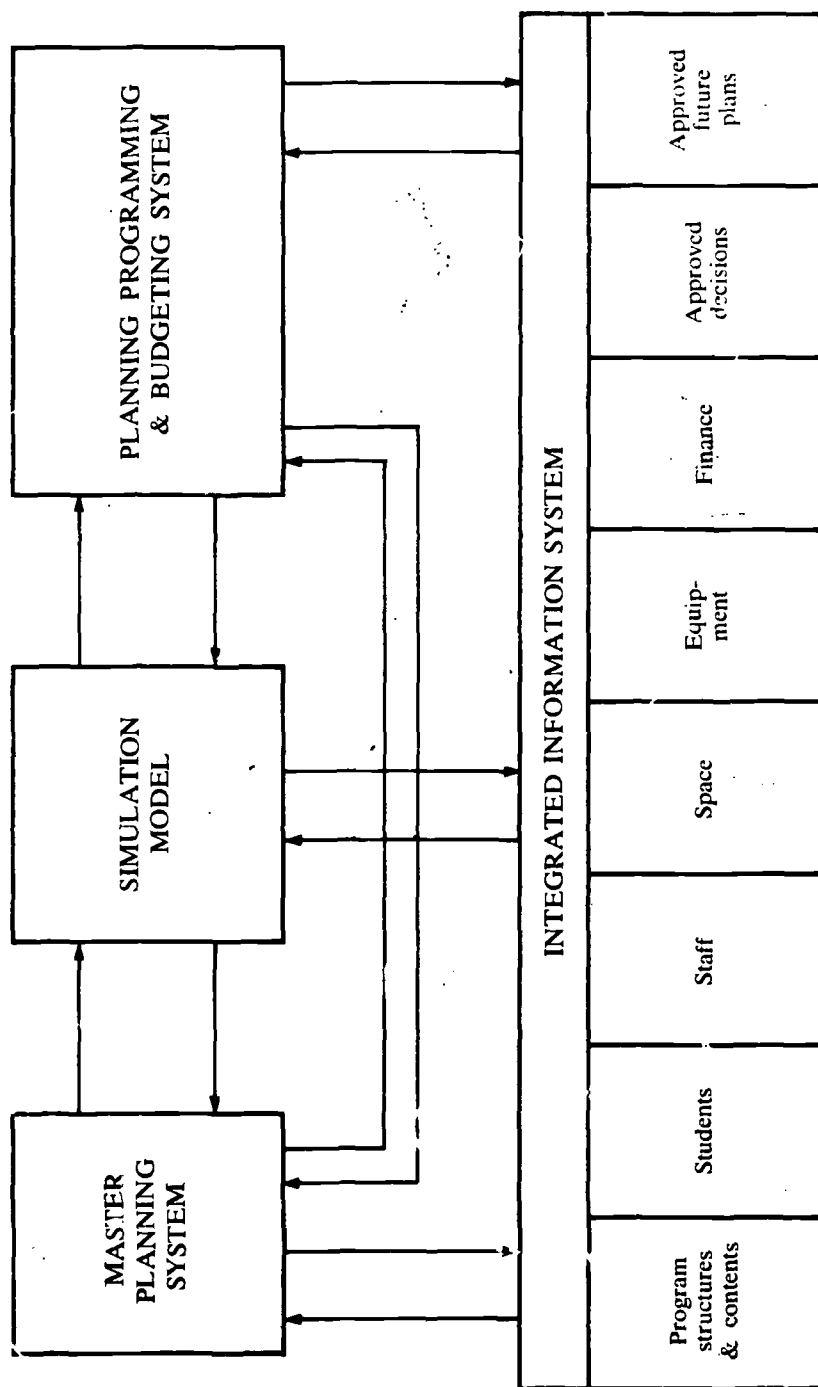 MASTER
PLANNING
SYSTEM
SIMULATION
MODEL
PLANNING PROGRAMMING
& BUDGETING SYSTEM
INTEGRATED INFORMATION SYSTEM
Program
structures
& contents
Students
Staff
Space
Equip-
ment
Finance
Approved
decisions
Approved
future
plans